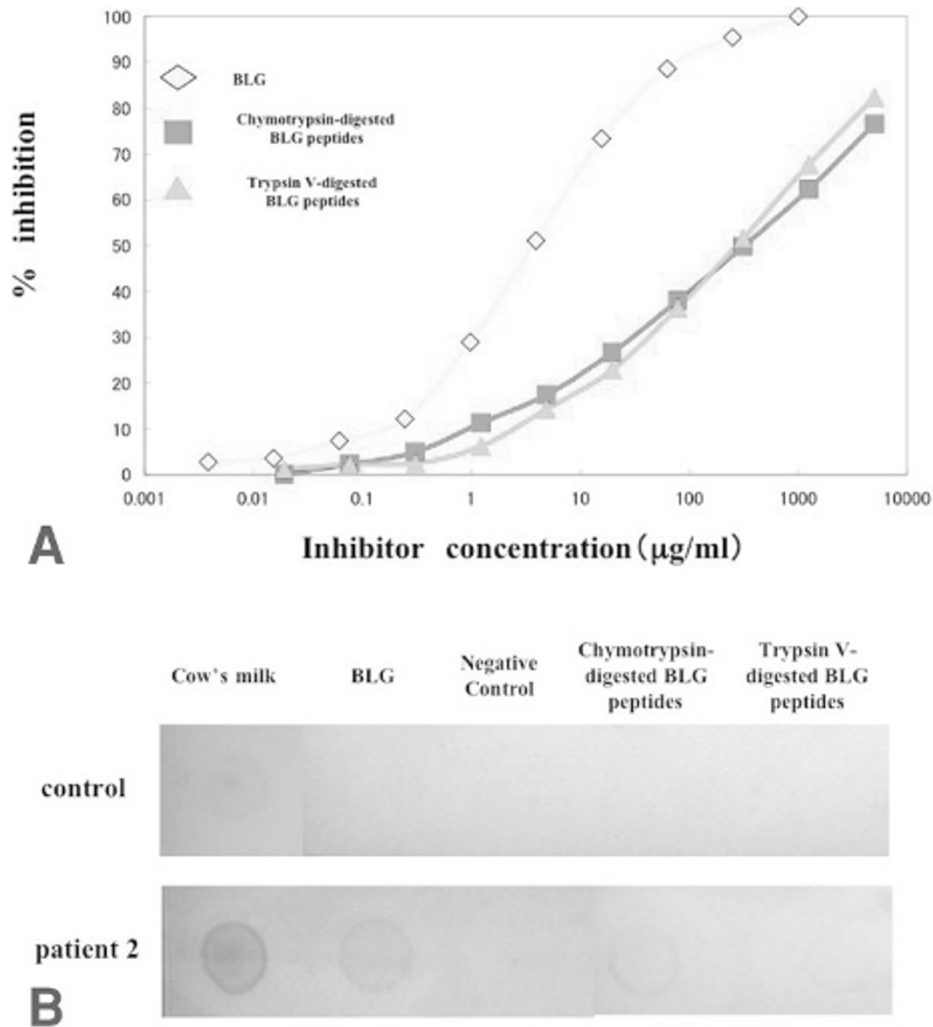 100
90
80
70
60
50
40
30
20
10
0
% inhibition
BLG
Chymotrypsin-digested
BLG peptides
Trypsin V-digested
BLG peptides
0.001 0.01 0.1 1 10 100 1000 10000
Inhibitor concentration(μg/ml)
A
Cow's milk BLG Negative Control Chymotrypsin-digested BLG peptides Trypsin V-digested BLG peptides
control
patient 2
B